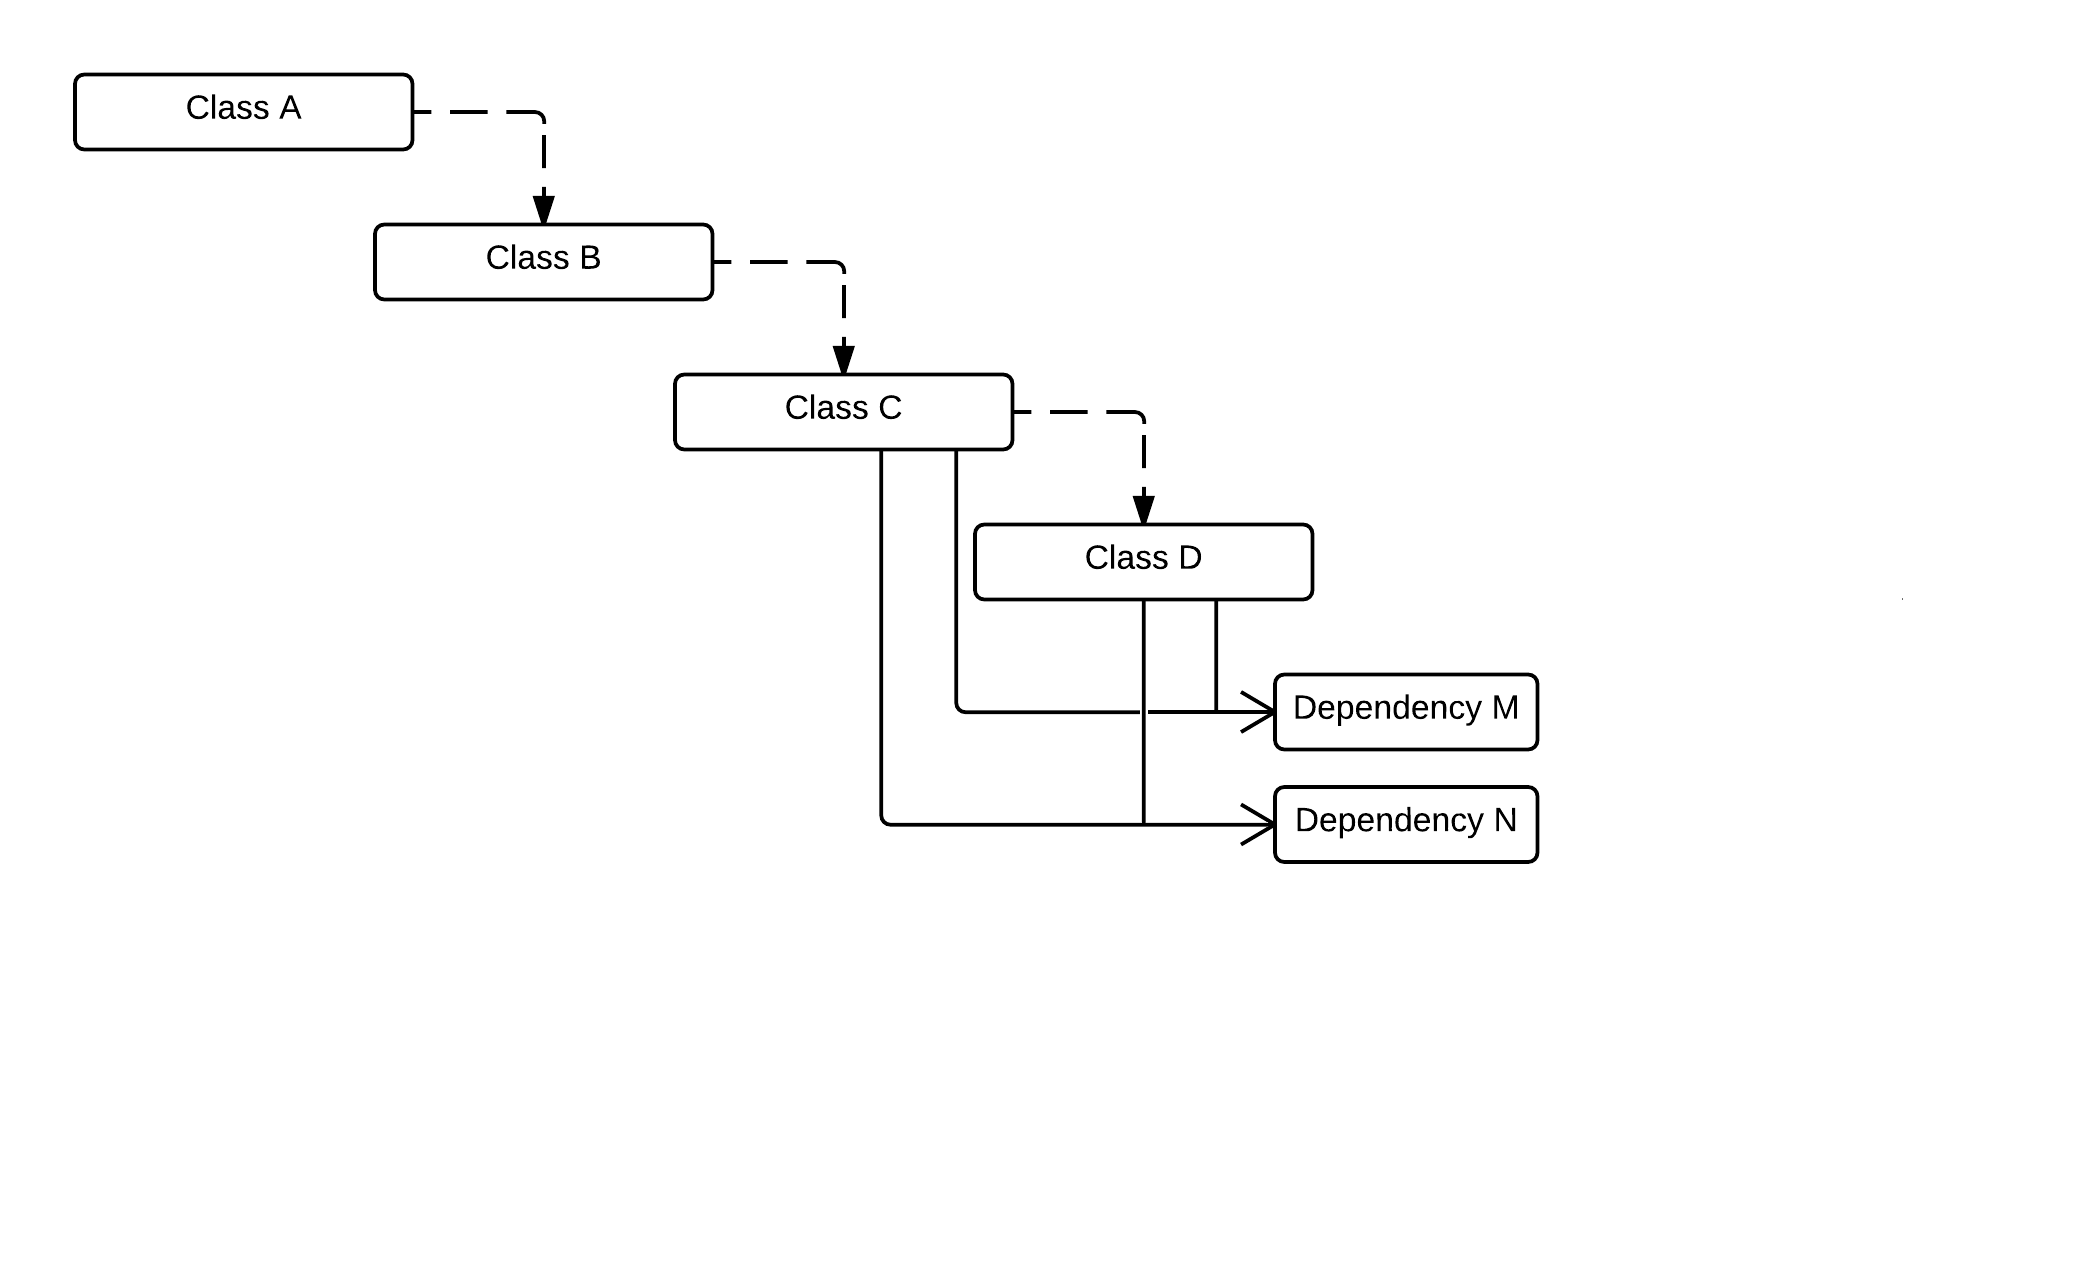 Class A
Class B
Class C
Class D
Dependency M
Dependency N